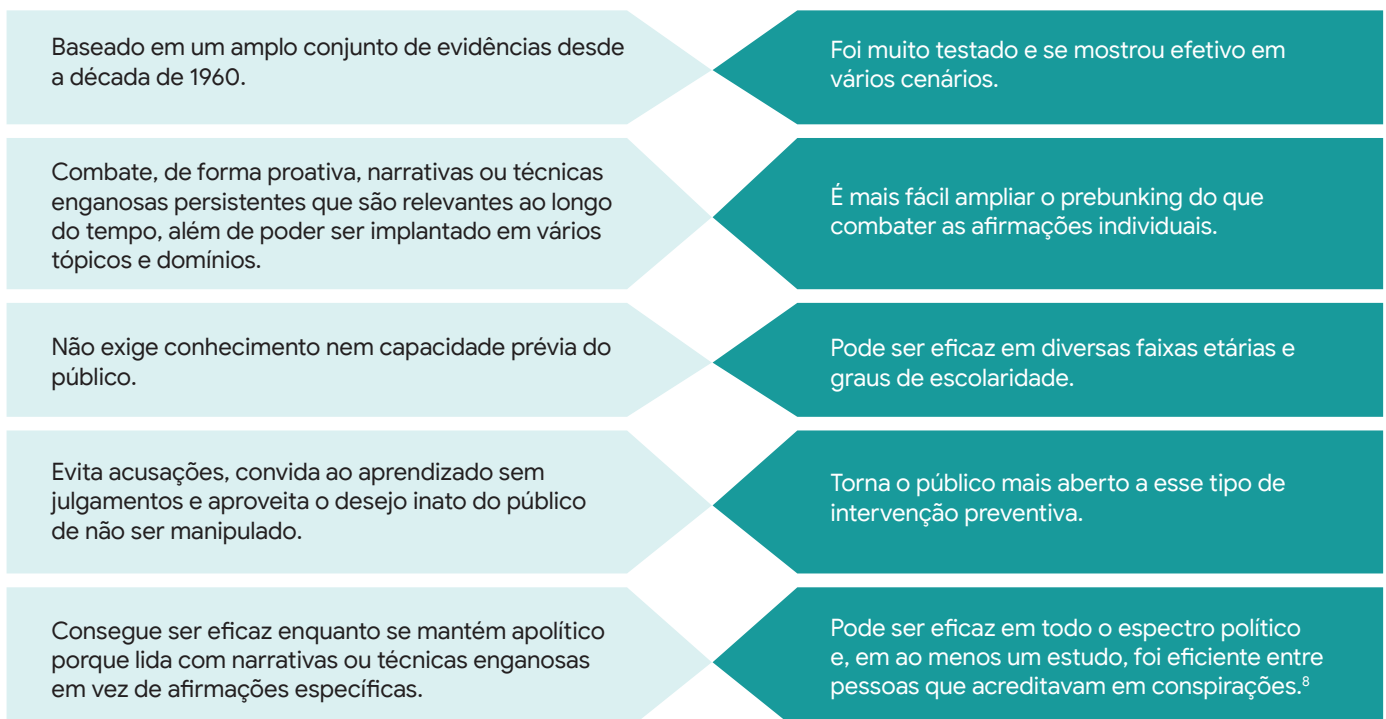 Baseado em um amplo conjunto de evidências desde
a década de 1960.
Foi muito testado e se mostrou efetivo em
vários cenários.
Combate, de forma proativa, narrativas ou técnicas
enganosas persistentes que são relevantes ao longo
do tempo, além de poder ser implantado em vários
tópicos e domínios.
É mais fácil ampliar o prebunking do que
combater as afirmações individuais.
Não exige conhecimento nem capacidade prévia do
público.
Pode ser eficaz em diversas faixas etárias e
graus de escolaridade.
Evita acusações, convida ao aprendizado sem
julgamentos e aproveita o desejo inato do público
de não ser manipulado.
Torna o público mais aberto a esse tipo de
intervenção preventiva.
Consegue ser eficaz enquanto se mantém apolítico
porque lida com narrativas ou técnicas enganosas
em vez de afirmações específicas.
Pode ser eficaz em todo o espectro político
e, em ao menos um estudo, foi eficiente entre
pessoas que acreditavam em conspirações.⁸